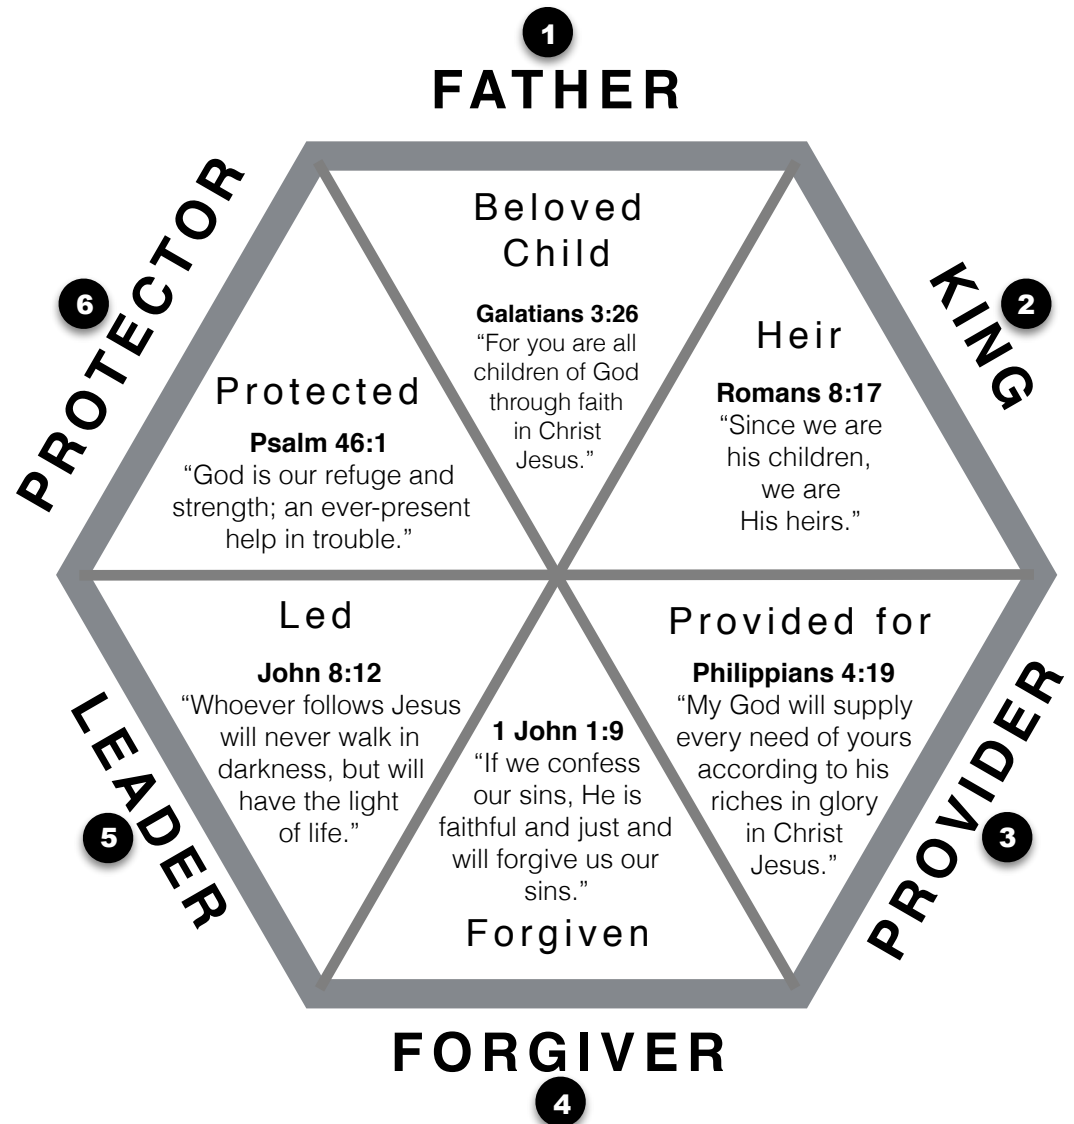 1
FATHER
Beloved
Child
Galatians 3:26
“For you are all
children of God
through faith
in Christ
Jesus.”
2
KING
Heir
Romans 8:17
“Since we are
his children,
we are
His heirs.”
3
PROVIDER
Provided for
Philippians 4:19
“My God will supply
every need of yours
according to his
riches in glory
in Christ
Jesus.”
1 John 1:9
“If we confess
our sins, He is
faithful and just and
will forgive us our
sins.”
Forgiven
FORGIVER
4
5
LEADER
Led
John 8:12
“Whoever follows Jesus
will never walk in
darkness, but will
have the light
of life.”
6
PROTECTOR
Protected
Psalm 46:1
“God is our refuge and
strength; an ever-present
help in trouble.”